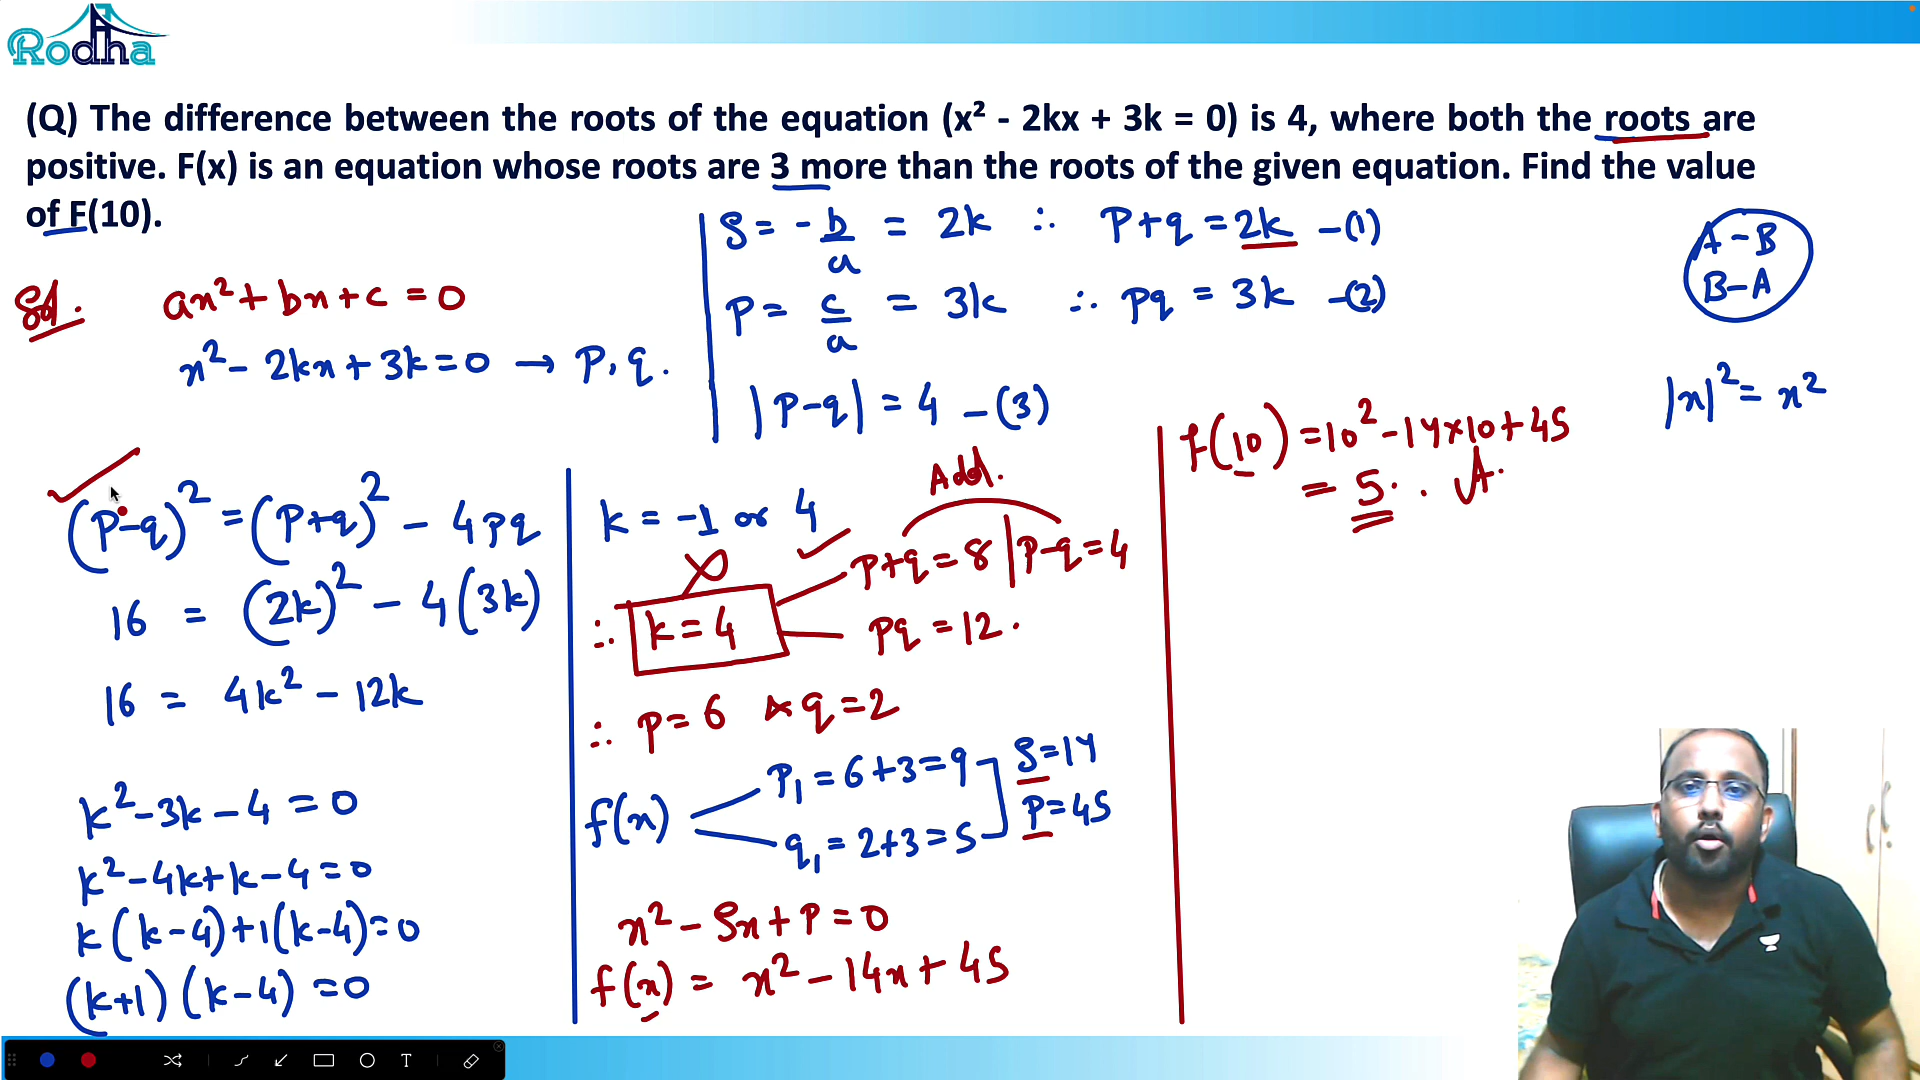 Rodha
(Q) The difference between the roots of the equation (x² - 2kx + 3k = 0) is 4, where both the roots are
positive. F(x) is an equation whose roots are 3 more than the roots of the given equation. Find the value
of F(10).
Sol. ax² + bx + c = 0
x² - 2kx + 3k = 0 → P, q.
S = -b/a = 2k ∴ P+q = 2k -(1)
P = c/a = 3k ∴ Pq = 3k -(2)
|P-q| = 4 -(3)
A-B
B-A
|x|² = x²
(P-q)² = (P+q)² - 4Pq
16 = (2k)² - 4(3k)
16 = 4k² - 12k
k² - 3k - 4 = 0
k² - 4k + k - 4 = 0
k(k-4) + 1(k-4) = 0
(k+1)(k-4) = 0
k = -1 or 4
Add.
P+q = 8 | P-q = 4
∴ k = 4
Pq = 12.
∴ P = 6 & q = 2
f(x)
P₁ = 6+3 = 9
q₁ = 2+3 = 5
S = 14
P = 45
x² - Sx + P = 0
f(x) = x² - 14x + 45
f(10) = 10² - 14×10 + 45
= 5. A.
T